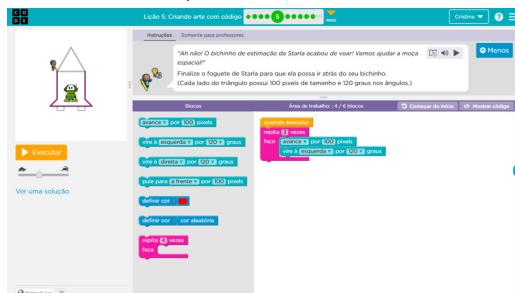 C O
D E
Lição 5: Criando arte com código
5
MAIS
Cristina
Instruções
Somente para professores
"Ah não! O bichinho de estimação da Starla acabou de voar! Vamos ajudar a moça espacial!"
Finalize o foguete de Starla para que ela possa ir atrás do seu bichinho.
(Cada lado do triângulo possui 100 pixels de tamanho e 120 graus nos ângulos.)
Menos
Blocos
Área de trabalho: : 4 / 6 blocos
Começar do início
Mostrar código
avance por 100 pixels
vire à esquerda por 120 graus
vire à direita por 120 graus
pule para a frente por 100 pixels
definir cor
definir cor cor aleatória
repita 4 vezes
faça
quando executar
repita 3 vezes
faça avance por 100 pixels
vire à esquerda por 120 graus
Executar
Ver uma solução